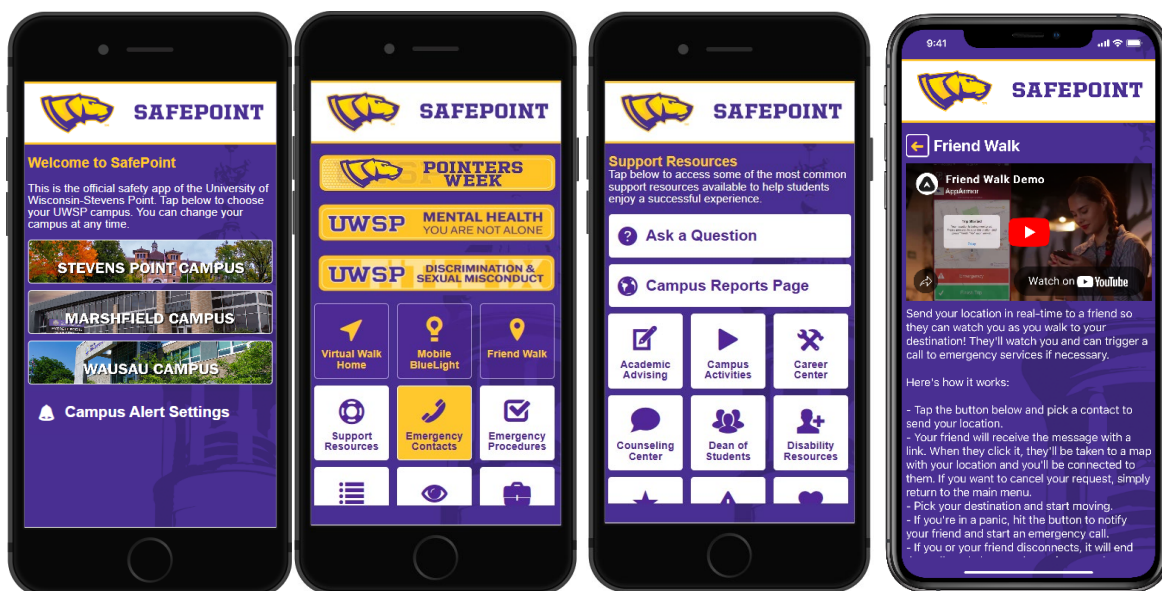 SAFEPOINT
Welcome to SafePoint
This is the official safety app of the University of
Wisconsin-Stevens Point. Tap below to choose
your UWSP campus. You can change your
campus at any time.
STEVENS POINT CAMPUS
MARSHFIELD CAMPUS
WAUSAU CAMPUS
Campus Alert Settings
SAFEPOINT
POINTERS
WEEK
UWSP
MENTAL HEALTH
YOU ARE NOT ALONE
UWSP
DISCRIMINATION &
SEXUAL MISCONDUCT
Virtual Walk
Home
Mobile
BlueLight
Friend Walk
Support
Resources
Emergency
Contacts
Emergency
Procedures
SAFEPOINT
Support Resources
Tap below to access some of the most common
support resources available to help students
enjoy a successful experience.
Ask a Question
Campus Reports Page
Academic
Advising
Campus
Activities
Career
Center
Counseling
Center
Dean of
Students
Disability
Resources
9:41
SAFEPOINT
Friend Walk
Friend Walk Demo
AppArmor
Watch on YouTube
Send your location in real-time to a friend so
they can watch you as you walk to your
destination! They'll watch you and can trigger a
call to emergency services if necessary.
Here's how it works:
- Tap the button below and pick a contact to
send your location.
- Your friend will receive the message with a
link. When they click it, they'll be taken to a map
with your location and you'll be connected to
them. If you want to cancel your request, simply
return to the main menu.
- Pick your destination and start moving.
- If you're in a panic, hit the button to notify
your friend and start an emergency call.
- If you or your friend disconnects, it will end